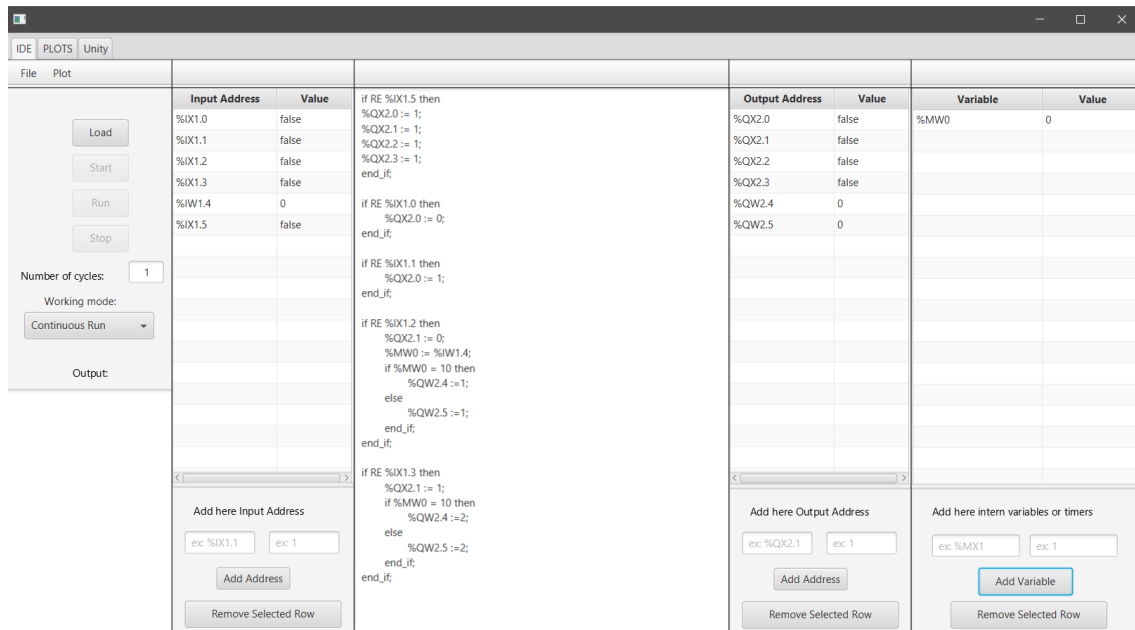 IDE PLOTS Unity
File Plot
Load
Start
Run
Stop
Number of cycles: 1
Working mode:
Continuous Run
Output:
Input Address Value
%IX1.0 false
%IX1.1 false
%IX1.2 false
%IX1.3 false
%IW1.4 0
%IX1.5 false
Add here Input Address
ex: %IX1.1 ex: 1
Add Address
Remove Selected Row
if RE %IX1.5 then
%QX2.0 := 1;
%QX2.1 := 1;
%QX2.2 := 1;
%QX2.3 := 1;
end_if;
if RE %IX1.0 then
%QX2.0 := 0;
end_if;
if RE %IX1.1 then
%QX2.0 := 1;
end_if;
if RE %IX1.2 then
%QX2.1 := 0;
%MW0 := %IW1.4;
if %MW0 = 10 then
%QW2.4 :=1;
else
%QW2.5 :=1;
end_if;
end_if;
if RE %IX1.3 then
%QX2.1 := 1;
if %MW0 = 10 then
%QW2.4 :=2;
else
%QW2.5 :=2;
end_if;
end_if;
Output Address Value
%QX2.0 false
%QX2.1 false
%QX2.2 false
%QX2.3 false
%QW2.4 0
%QW2.5 0
Add here Output Address
ex: %QX2.1 ex: 1
Add Address
Remove Selected Row
Variable Value
%MW0 0
Add here intern variables or timers
ex: %MX1 ex: 1
Add Variable
Remove Selected Row